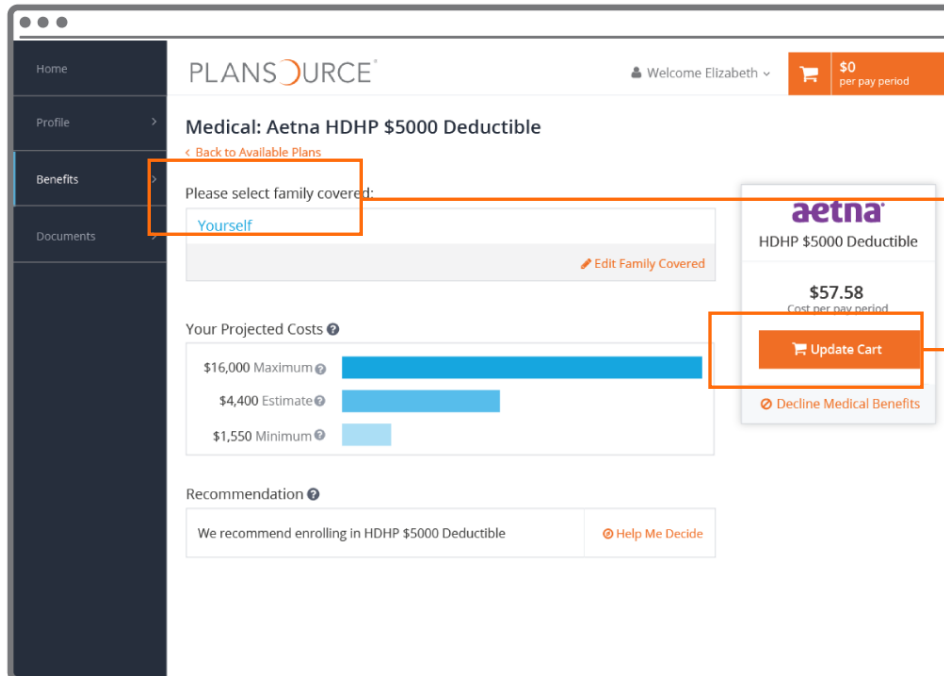 Home
PLANSOURCE
Welcome Elizabeth
$0
per pay period
Profile
Medical: Aetna HDHP $5000 Deductible
< Back to Available Plans
Benefits
Please select family covered:
Yourself
Documents
Edit Family Covered
aetna
HDHP $5000 Deductible
$57.58
Cost per pay period
Update Cart
Decline Medical Benefits
Your Projected Costs
$16,000 Maximum
$4,400 Estimate
$1,550 Minimum
Recommendation
We recommend enrolling in HDHP $5000 Deductible
Help Me Decide